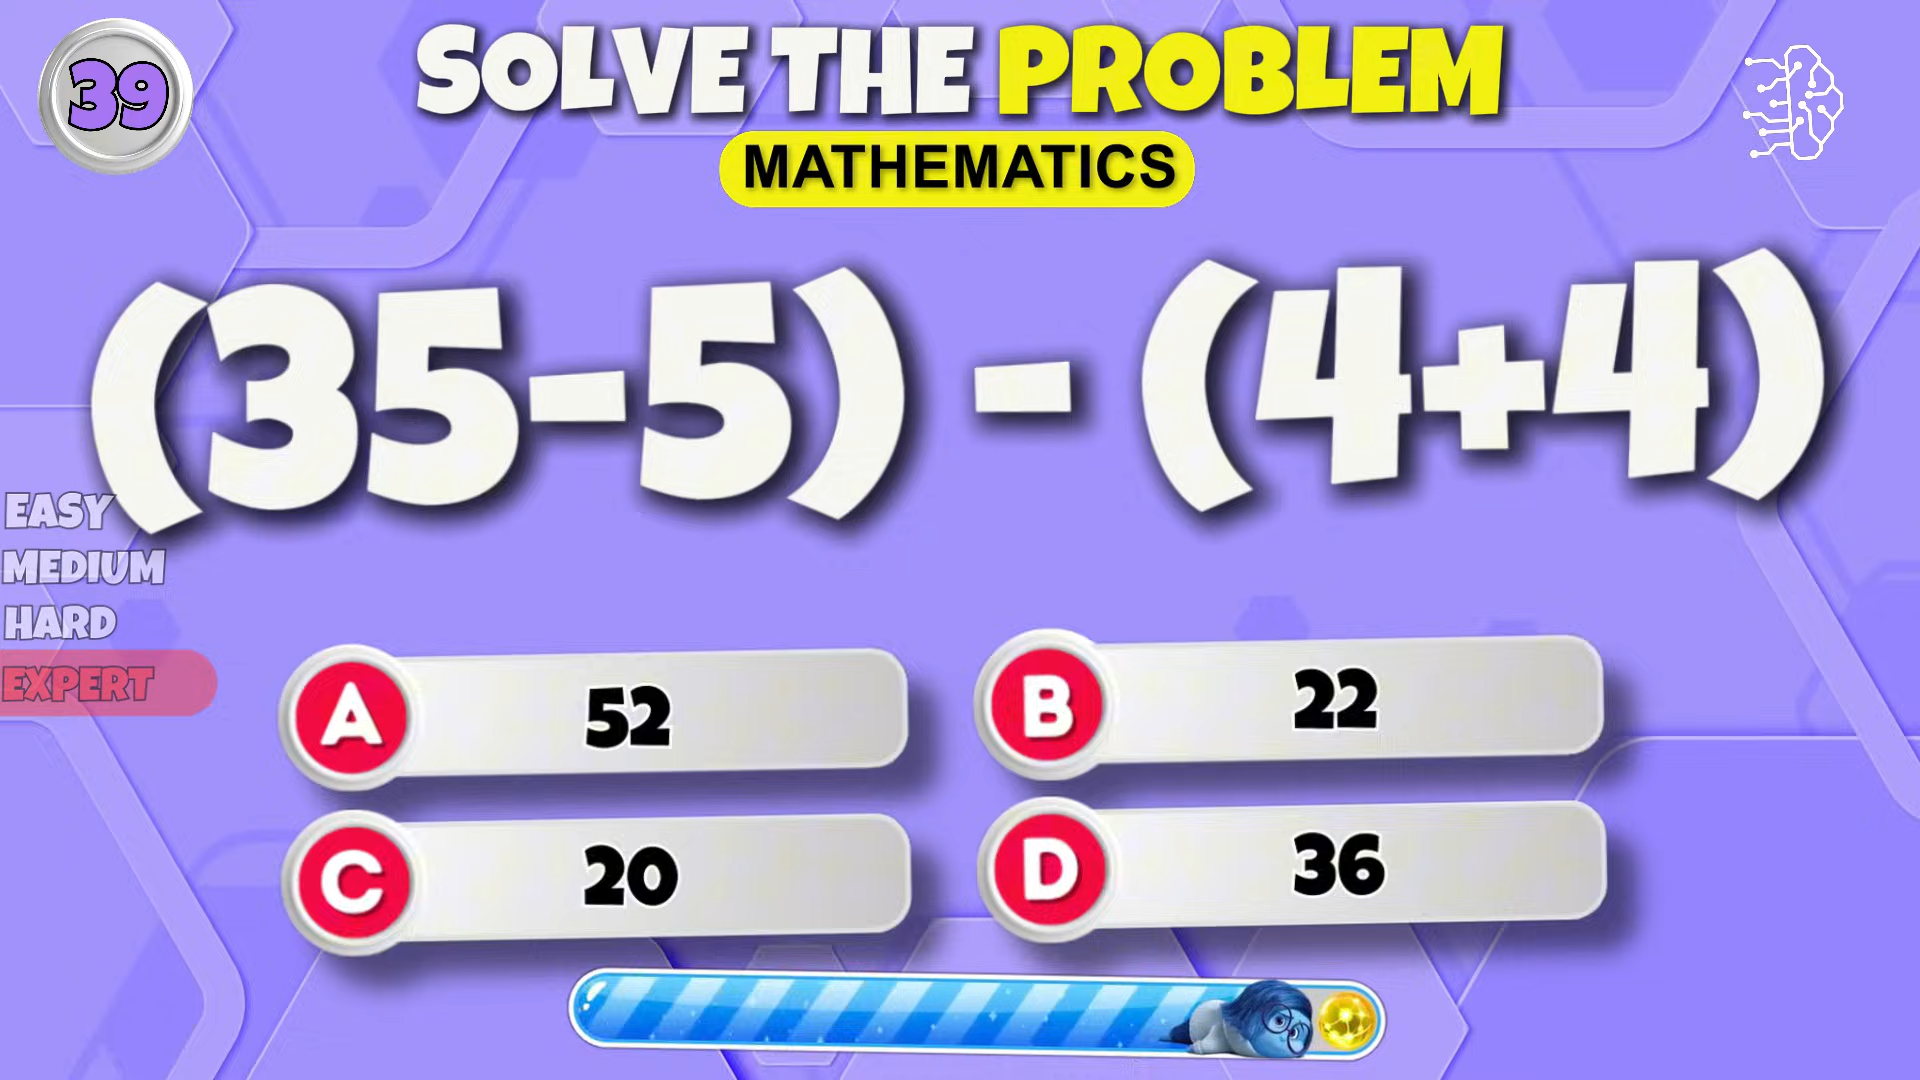 39
SOLVE THE PROBLEM
MATHEMATICS
(35-5) - (4+4)
EASY
MEDIUM
HARD
EXPERT
A 52
B 22
C 20
D 36